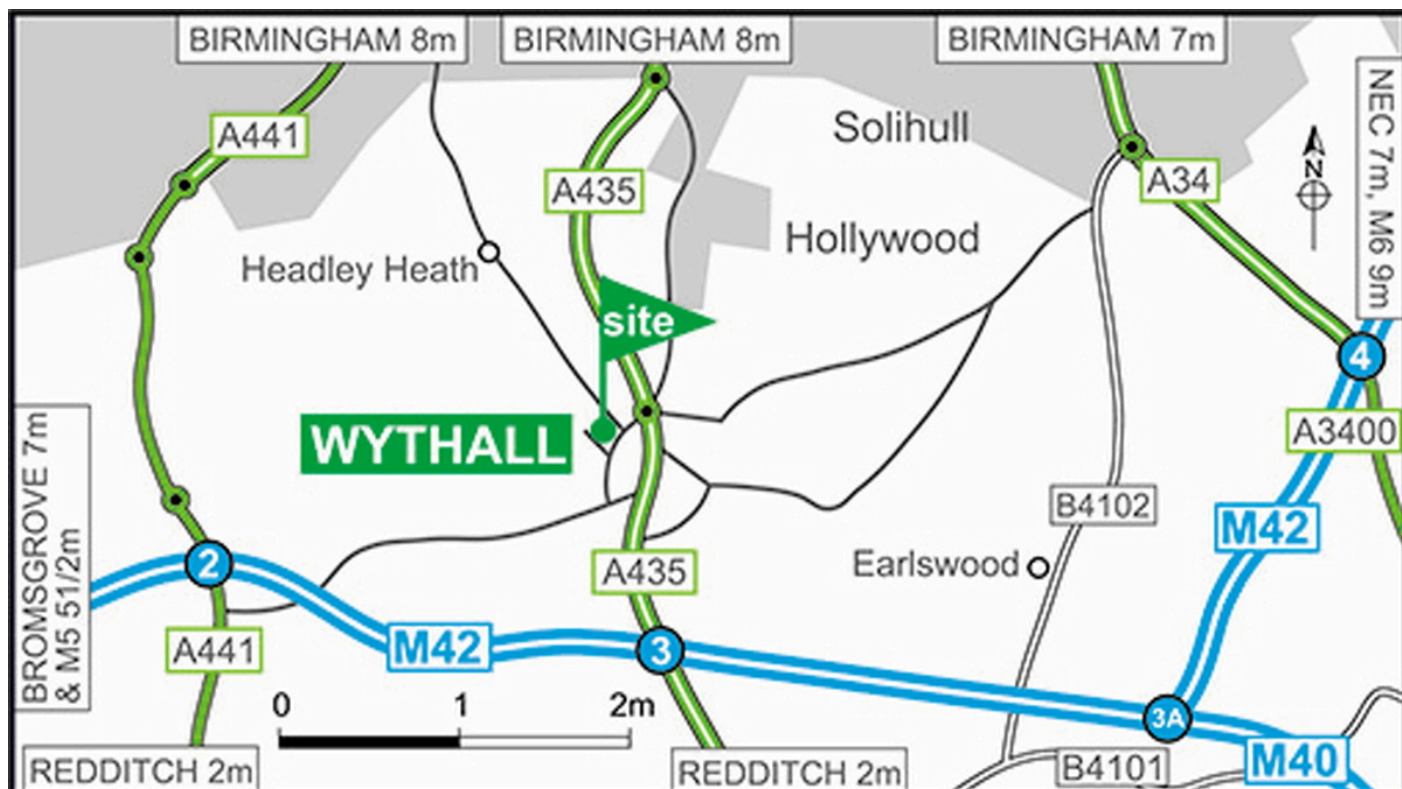 BIRMINGHAM 8m
BIRMINGHAM 8m
BIRMINGHAM 7m
NEC 7m, M6 9m
A441
Solihull
A435
A34
N
Hollywood
Headley Heath
site
4
WYTHALL
A3400
BROMSGROVE 7m
& M5 51/2m
B4102
M42
2
Earlswood
A435
A441
M42
3
0 1 2m
3A
M40
REDDITCH 2m
REDDITCH 2m
B4101